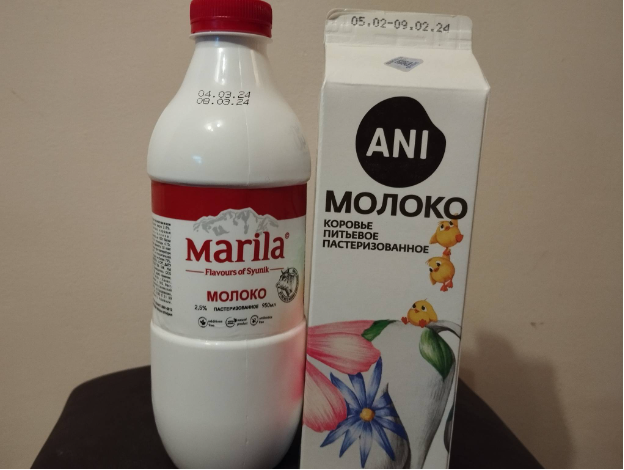 04.03.24
08.03.24
Marila
Flavours of Syunik
МОЛОКО
2,5% ПАСТЕРИЗОВАННОЕ 950мл
05.02-09.02.24
ANI
МОЛОКО
КОРОВЬЕ
ПИТЬЕВОЕ
ПАСТЕРИЗОВАННОЕ